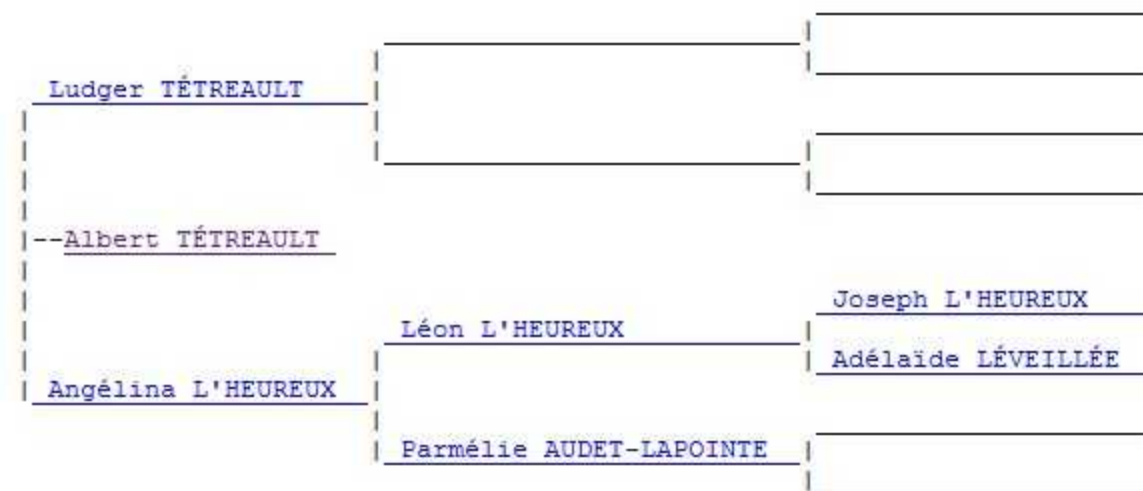 Ludger TÉTREAULT
--Albert TÉTREAULT
Joseph L'HEUREUX
Léon L'HEUREUX
Adélaïde LÉVEILLÉE
Angélina L'HEUREUX
Parmélie AUDET-LAPOINTE